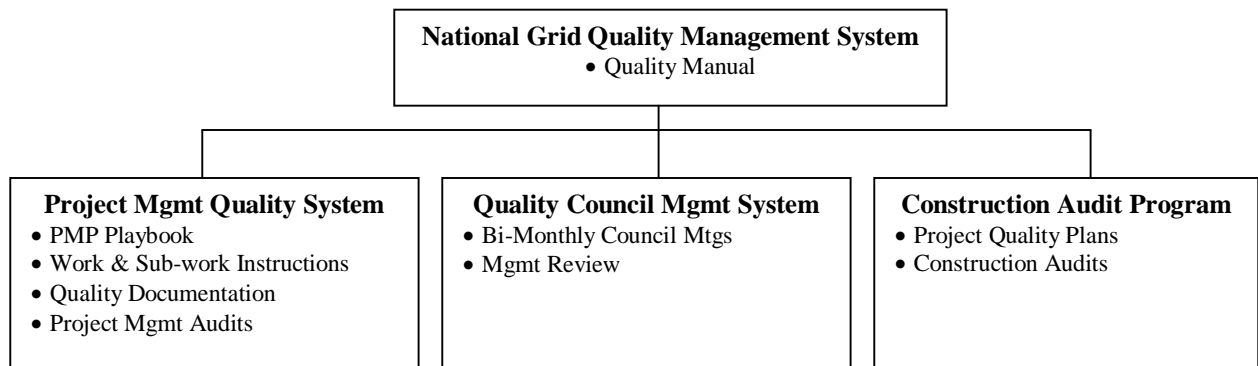 National Grid Quality Management System
• Quality Manual
Project Mgmt Quality System
• PMP Playbook
• Work & Sub-work Instructions
• Quality Documentation
• Project Mgmt Audits
Quality Council Mgmt System
• Bi-Monthly Council Mtgs
• Mgmt Review
Construction Audit Program
• Project Quality Plans
• Construction Audits